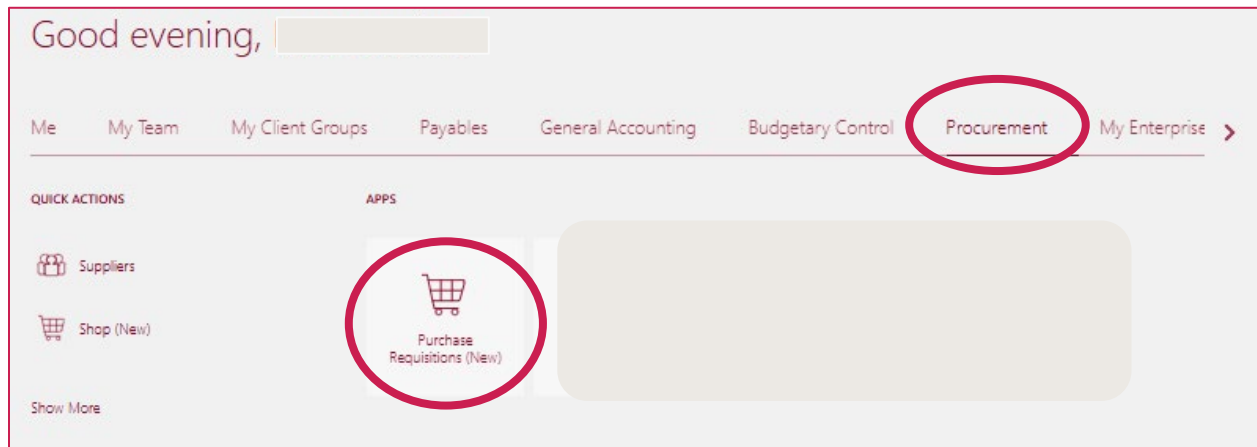 Good evening,
Me My Team My Client Groups Payables General Accounting Budgetary Control Procurement My Enterprise
QUICK ACTIONS
APPS
Suppliers
Shop (New)
Show More
Purchase
Requisitions (New)